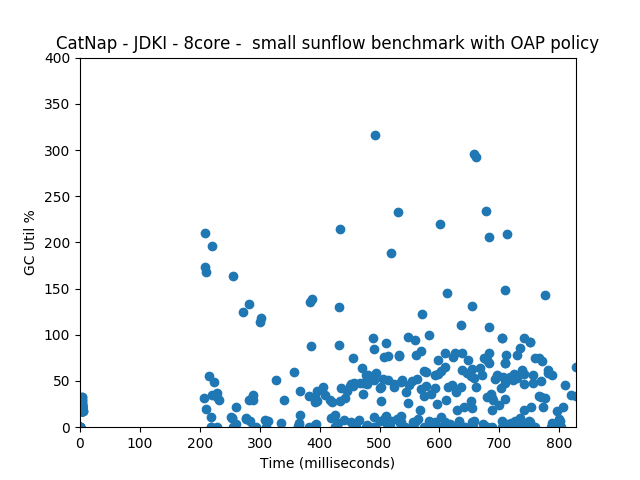 CatNap - JDKI - 8core -  small sunflow benchmark with OAP policy
400
350
300
250
200
150
100
50
0
GC Util %
0 100 200 300 400 500 600 700 800
Time (milliseconds)